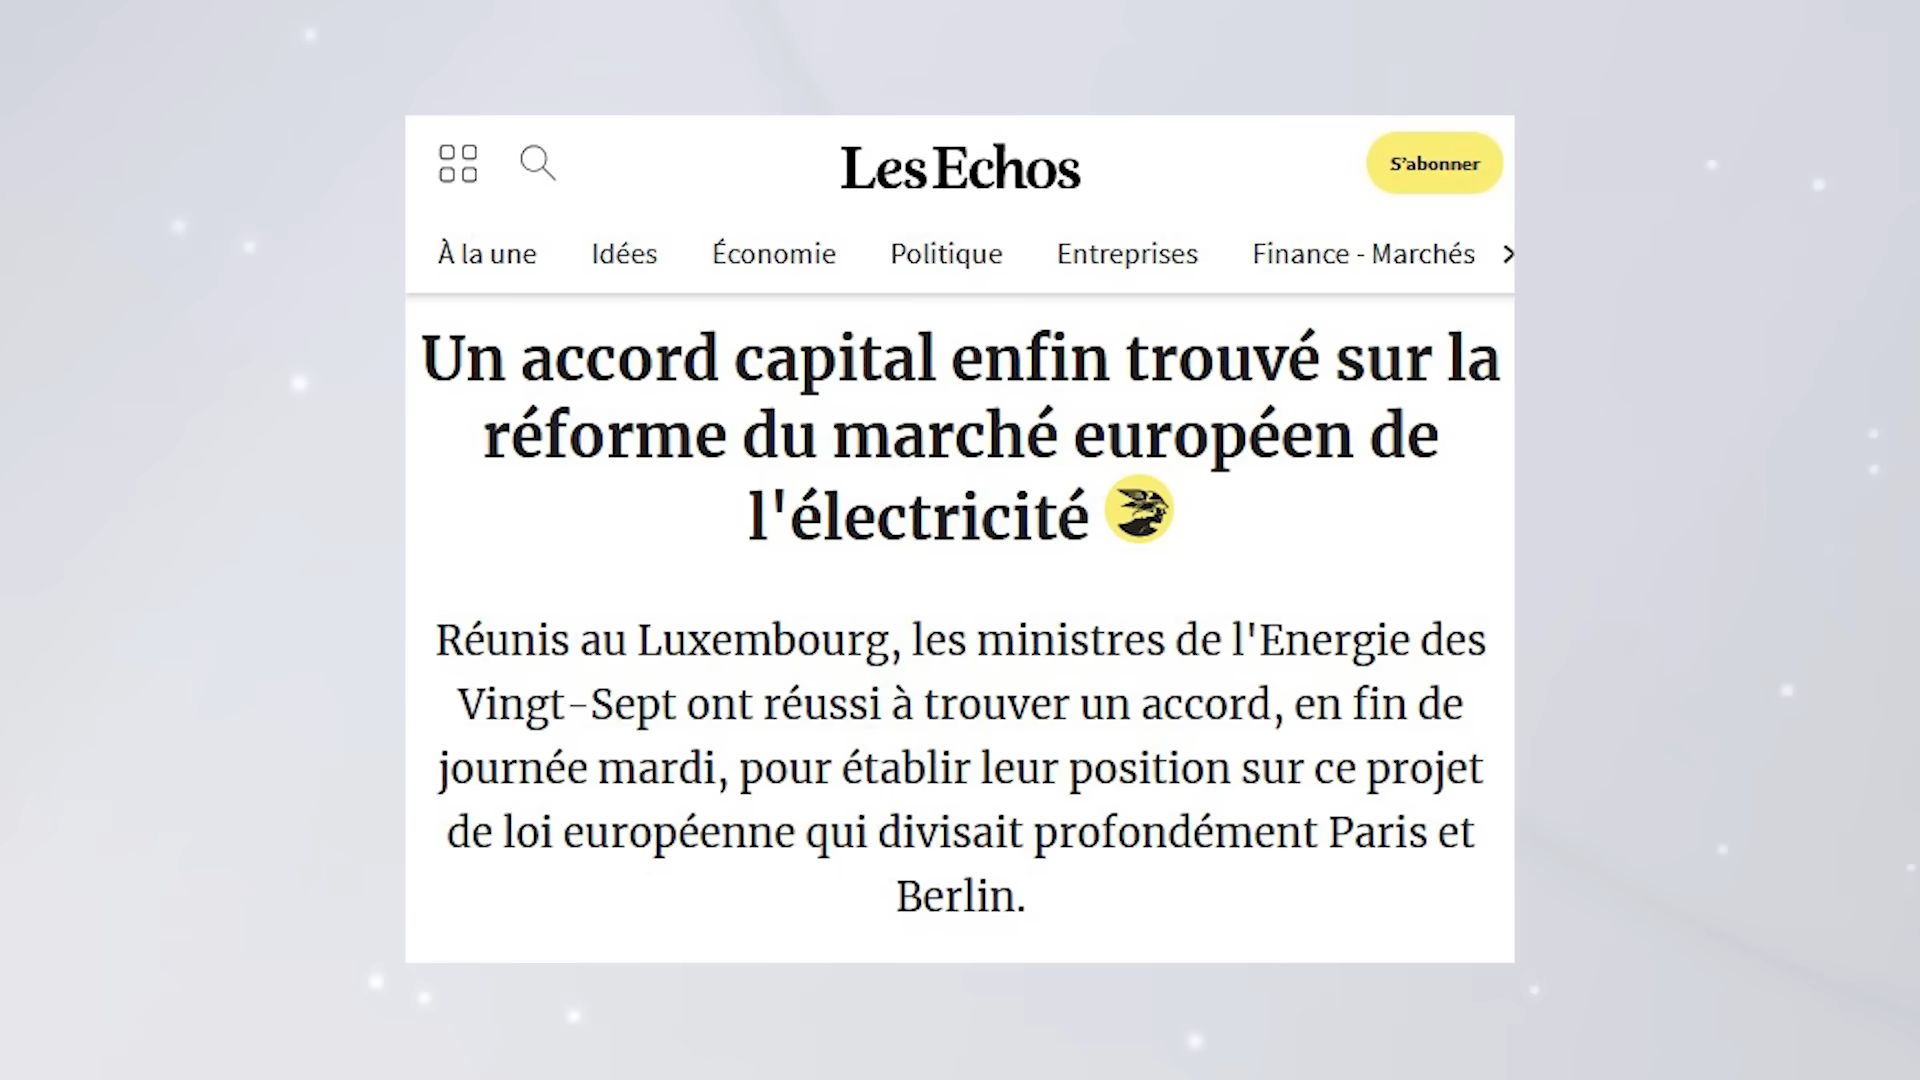 Les Echos
S'abonner
À la une Idées Économie Politique Entreprises Finance - Marchés
Un accord capital enfin trouvé sur la
réforme du marché européen de
l'électricité
Réunis au Luxembourg, les ministres de l'Energie des
Vingt-Sept ont réussi à trouver un accord, en fin de
journée mardi, pour établir leur position sur ce projet
de loi européenne qui divisait profondément Paris et
Berlin.